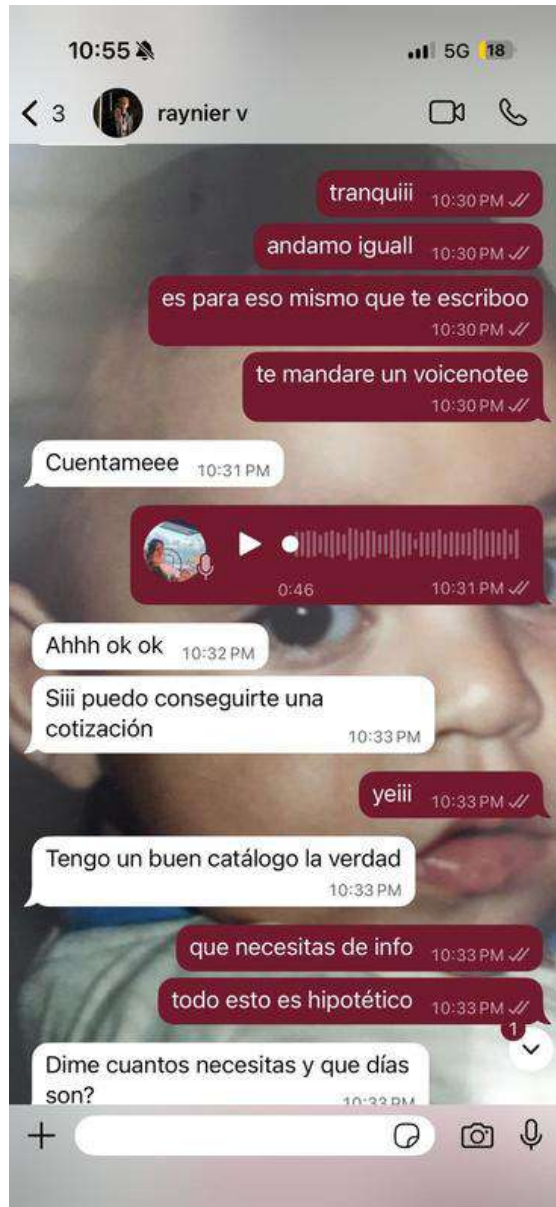 10:55
5G 18
3 raynier v
tranquiii 10:30 PM
andamo iguall 10:30 PM
es para eso mismo que te escriboo
10:30 PM
te mandare un voicenotee
10:30 PM
Cuentameee 10:31 PM
0:46 10:31 PM
Ahhh ok ok 10:32 PM
Siii puedo conseguirte una
cotización 10:33 PM
yeiii 10:33 PM
Tengo un buen catálogo la verdad
10:33 PM
que necesitas de info 10:33 PM
todo esto es hipotético 10:33 PM
1
Dime cuantos necesitas y que días
son? 10:33 PM